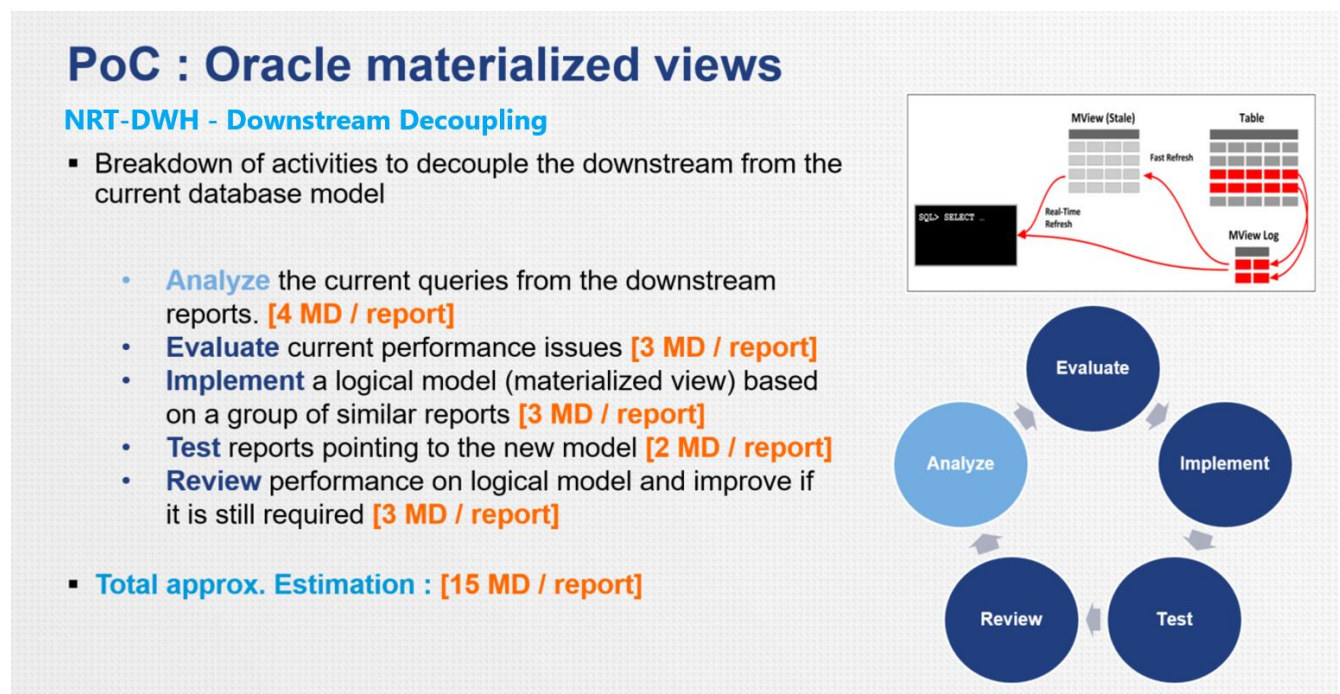 PoC : Oracle materialized views
NRT-DWH - Downstream Decoupling
▪ Breakdown of activities to decouple the downstream from the
current database model
• Analyze the current queries from the downstream
reports. [4 MD / report]
• Evaluate current performance issues [3 MD / report]
• Implement a logical model (materialized view) based
on a group of similar reports [3 MD / report]
• Test reports pointing to the new model [2 MD / report]
• Review performance on logical model and improve if
it is still required [3 MD / report]
▪ Total approx. Estimation : [15 MD / report]
MView (Stale)
Table
Fast Refresh
SQL> SELECT _
Real-Time
Refresh
MView Log
Evaluate
Analyze
Implement
Review
Test